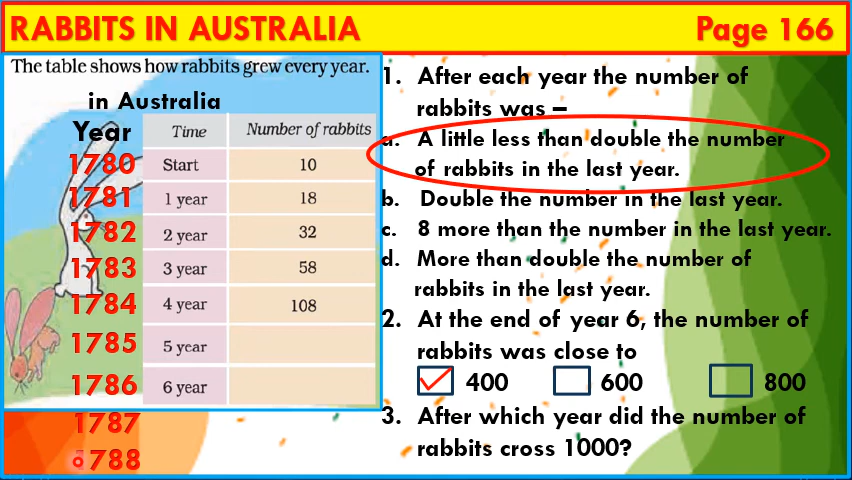 RABBITS IN AUSTRALIA
Page 166
The table shows how rabbits grew every year.
in Australia
Year Time Number of rabbits
1780 Start 10
1781 1 year 18
1782 2 year 32
1783 3 year 58
1784 4 year 108
1785 5 year
1786 6 year
1787
1788
1. After each year the number of
rabbits was –
a. A little less than double the number
of rabbits in the last year.
b. Double the number in the last year.
c. 8 more than the number in the last year.
d. More than double the number of
rabbits in the last year.
2. At the end of year 6, the number of
rabbits was close to
400 600 800
3. After which year did the number of
rabbits cross 1000?